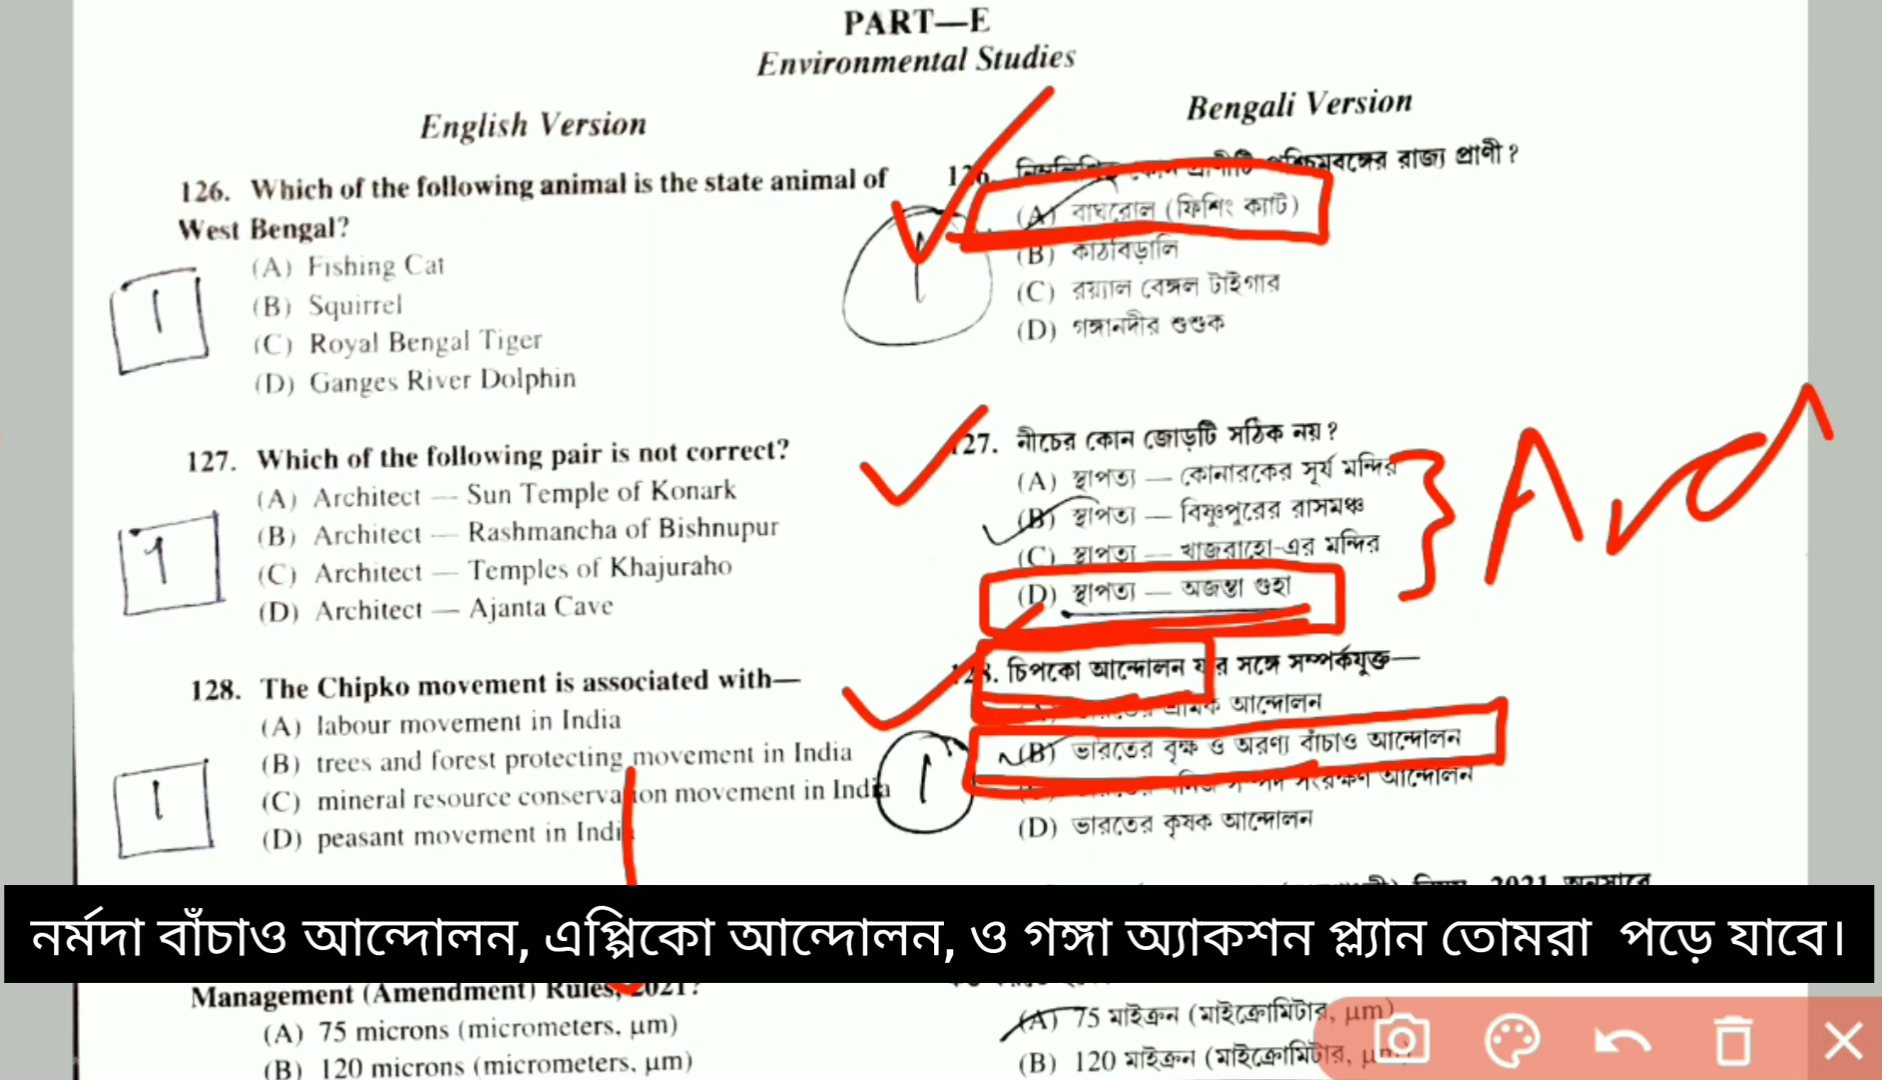 PART—E
Environmental Studies
English Version
126. Which of the following animal is the state animal of
West Bengal?
(A) Fishing Cat
(B) Squirrel
(C) Royal Bengal Tiger
(D) Ganges River Dolphin
127. Which of the following pair is not correct?
(A) Architect — Sun Temple of Konark
(B) Architect — Rashmancha of Bishnupur
(C) Architect — Temples of Khajuraho
(D) Architect — Ajanta Cave
128. The Chipko movement is associated with—
(A) labour movement in India
(B) trees and forest protecting movement in India
(C) mineral resource conservation movement in India
(D) peasant movement in India
Bengali Version
পশ্চিমবঙ্গের রাজ্য প্রাণী?
(A) বাঘরোল (ফিশিং ক্যাট)
(B) কাঠবিড়ালি
(C) রয়্যাল বেঙ্গল টাইগার
(D) গঙ্গানদীর শুশুক
127. নীচের কোন জোড়টি সঠিক নয়?
(A) স্থাপত্য — কোনারকের সূর্য মন্দির
(B) স্থাপত্য — বিষ্ণুপুরের রাসমঞ্চ
(C) স্থাপত্য — খাজুরাহো-এর মন্দির
(D) স্থাপত্য — অজন্তা গুহা
128. চিপকো আন্দোলন যার সঙ্গে সম্পর্কযুক্ত—
আন্দোলন
(B) ভারতের বৃক্ষ ও অরণ্য বাঁচাও আন্দোলন
সংরক্ষণ আন্দোলন
(D) ভারতের কৃষক আন্দোলন
2021 অনুসারে
নর্মদা বাঁচাও আন্দোলন, এপ্পিকো আন্দোলন, ও গঙ্গা অ্যাকশন প্ল্যান তোমরা পড়ে যাবে।
Management (Amendment) Rules, 2021?
(A) 75 microns (micrometers, μm)
(B) 120 microns (micrometers, μm)
(A) 75 মাইক্রন (মাইক্রোমিটার, μm)
(B) 120 মাইক্রন (মাইক্রোমিটার, μm)